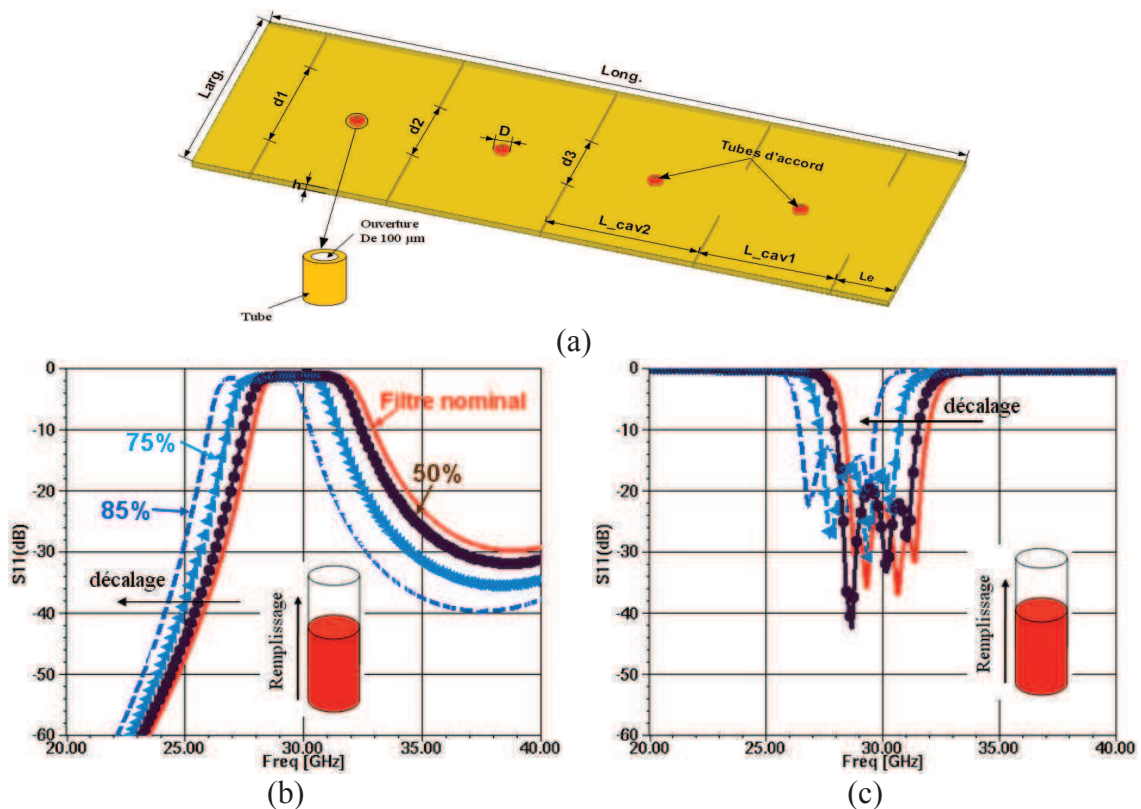 Long.
Larg.
d1
d2
D
d3
Tubes d'accord
h
L_cav2
L_cav1
Le
Ouverture
De 100 µm
Tube
(a)
0
-10
-20
-30
-40
-50
-60
S11(dB)
Filtre nominal
75%
50%
85%
décalage
Remplissage
20.00
25.00
30.00
35.00
40.00
Freq [GHz]
(b)
0
-10
-20
-30
-40
-50
-60
S11(dB)
décalage
Remplissage
20.00
25.00
30.00
35.00
40.00
Freq [GHz]
(c)